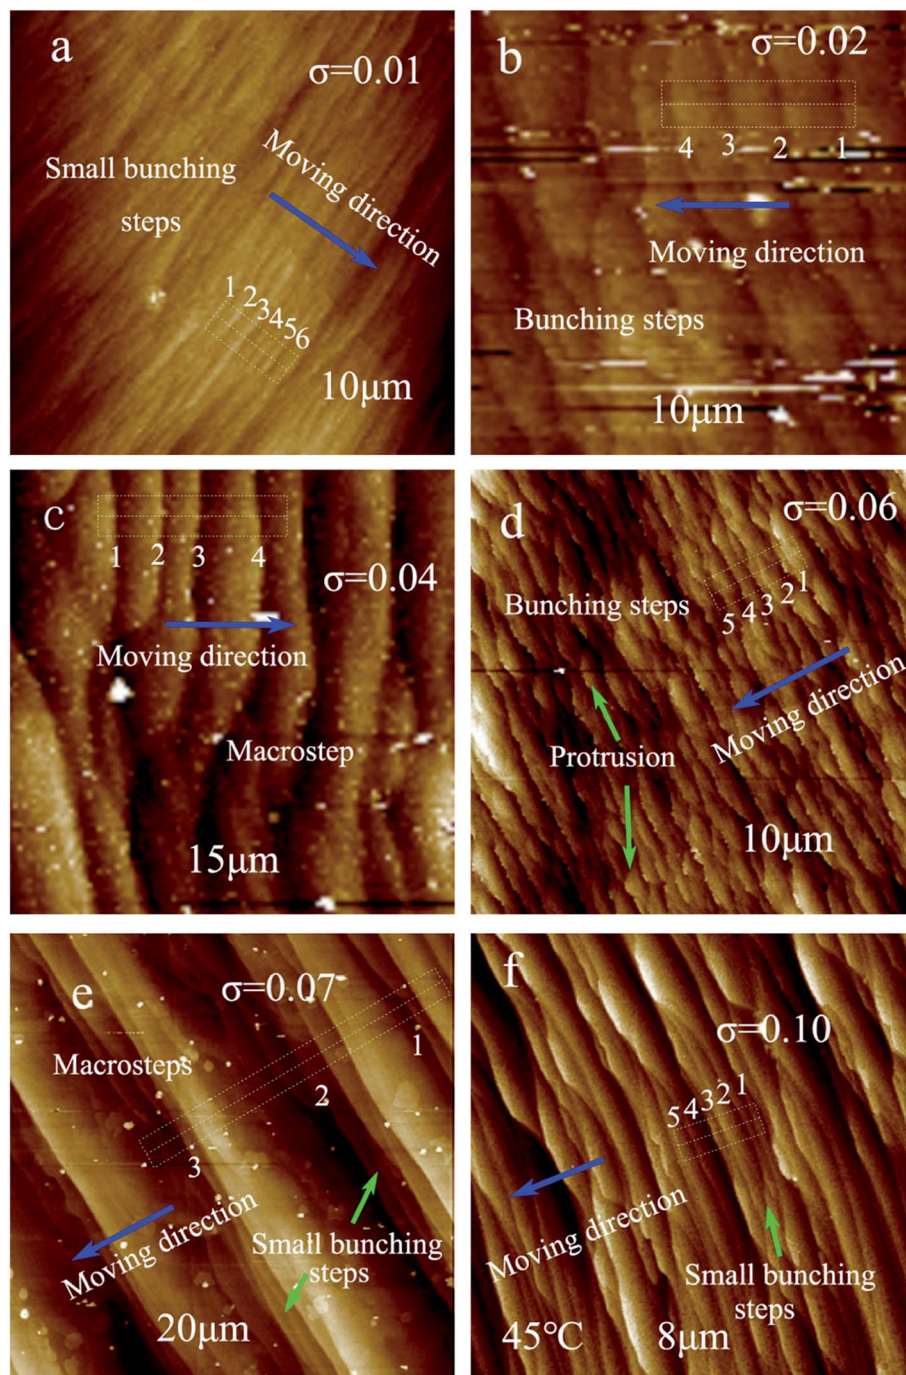 a
σ=0.01
Small bunching
steps
Moving direction
1 2 3 4 5 6
10μm
b
σ=0.02
4 3 2 1
Moving direction
Bunching steps
10μm
c
1 2 3 4
σ=0.04
Moving direction
Macrostep
15μm
d
σ=0.06
Bunching steps
5 4 3 2 1
Moving direction
Protrusion
10μm
e
σ=0.07
Macrosteps
1
2
3
Moving direction
Small bunching
steps
20μm
f
σ=0.10
5 4 3 2 1
Moving direction
Small bunching
steps
45℃
8μm